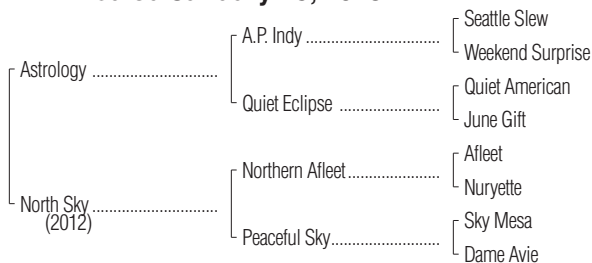 Seattle Slew
A.P. Indy
Weekend Surprise
Astrology
Quiet American
Quiet Eclipse
June Gift
Afleet
Northern Afleet
Nuryette
North Sky
(2012)
Sky Mesa
Peaceful Sky
Dame Avie